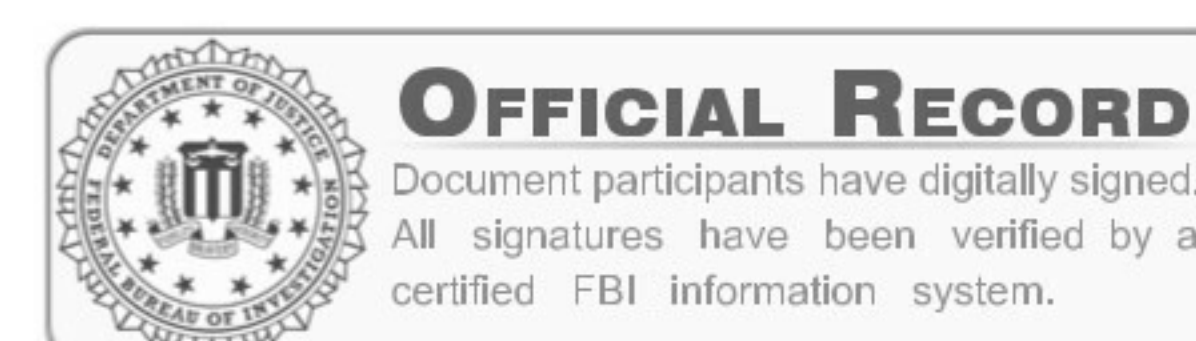 DEPARTMENT OF JUSTICE
FEDERAL BUREAU OF INVESTIGATION
OFFICIAL RECORD
Document participants have digitally signed.
All signatures have been verified by a
certified FBI information system.